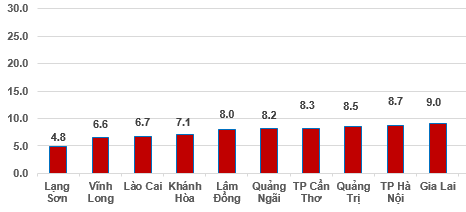 30.0
25.0
20.0
15.0
10.0
5.0
0.0
4.8
6.6
6.7
7.1
8.0
8.2
8.3
8.5
8.7
9.0
Lạng
Sơn
Vĩnh
Long
Lào Cai
Khánh
Hòa
Lâm
Đồng
Quảng
Ngãi
TP Cần
Thơ
Quảng
Trị
TP Hà
Nội
Gia Lai